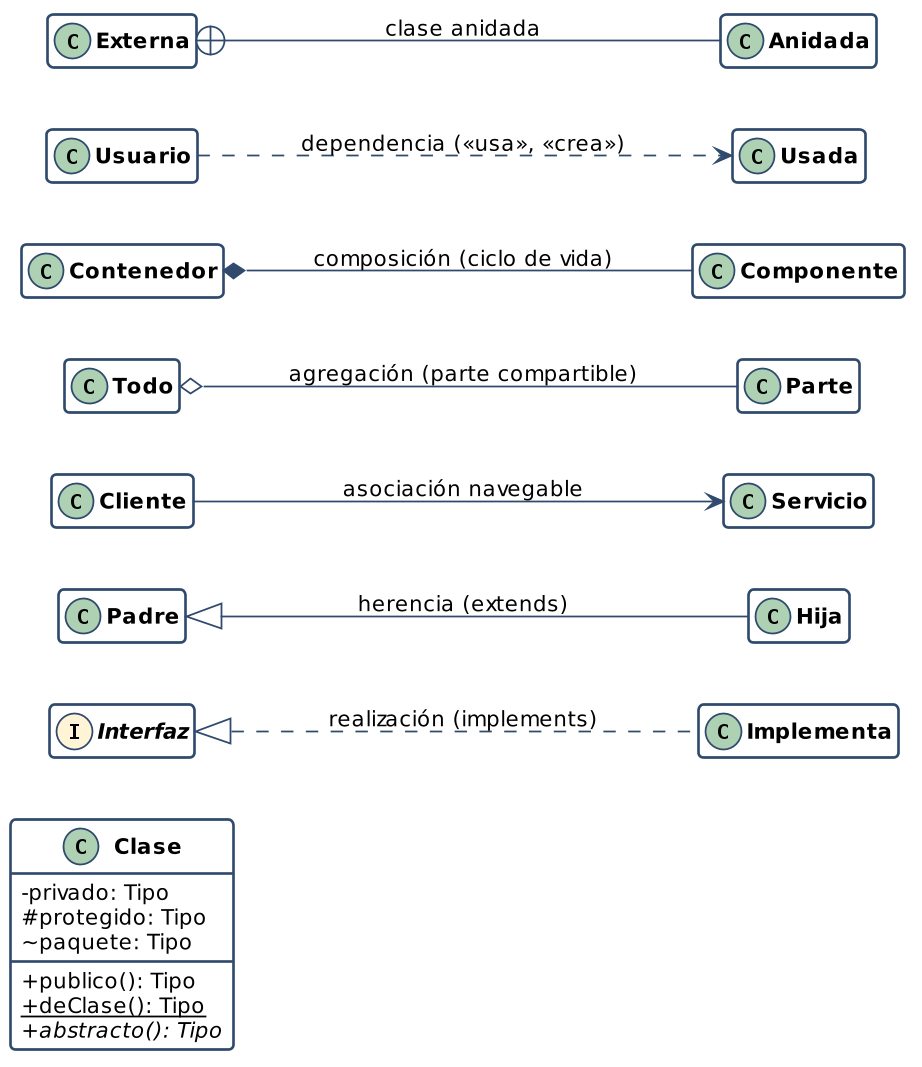 C Externa clase anidada C Anidada
C Usuario dependencia («usa», «crea») C Usada
C Contenedor composición (ciclo de vida) C Componente
C Todo agregación (parte compartible) C Parte
C Cliente asociación navegable C Servicio
C Padre herencia (extends) C Hija
I Interfaz realización (implements) C Implementa
C Clase
-privado: Tipo
#protegido: Tipo
~paquete: Tipo
+publico(): Tipo
+deClase(): Tipo
+abstracto(): Tipo